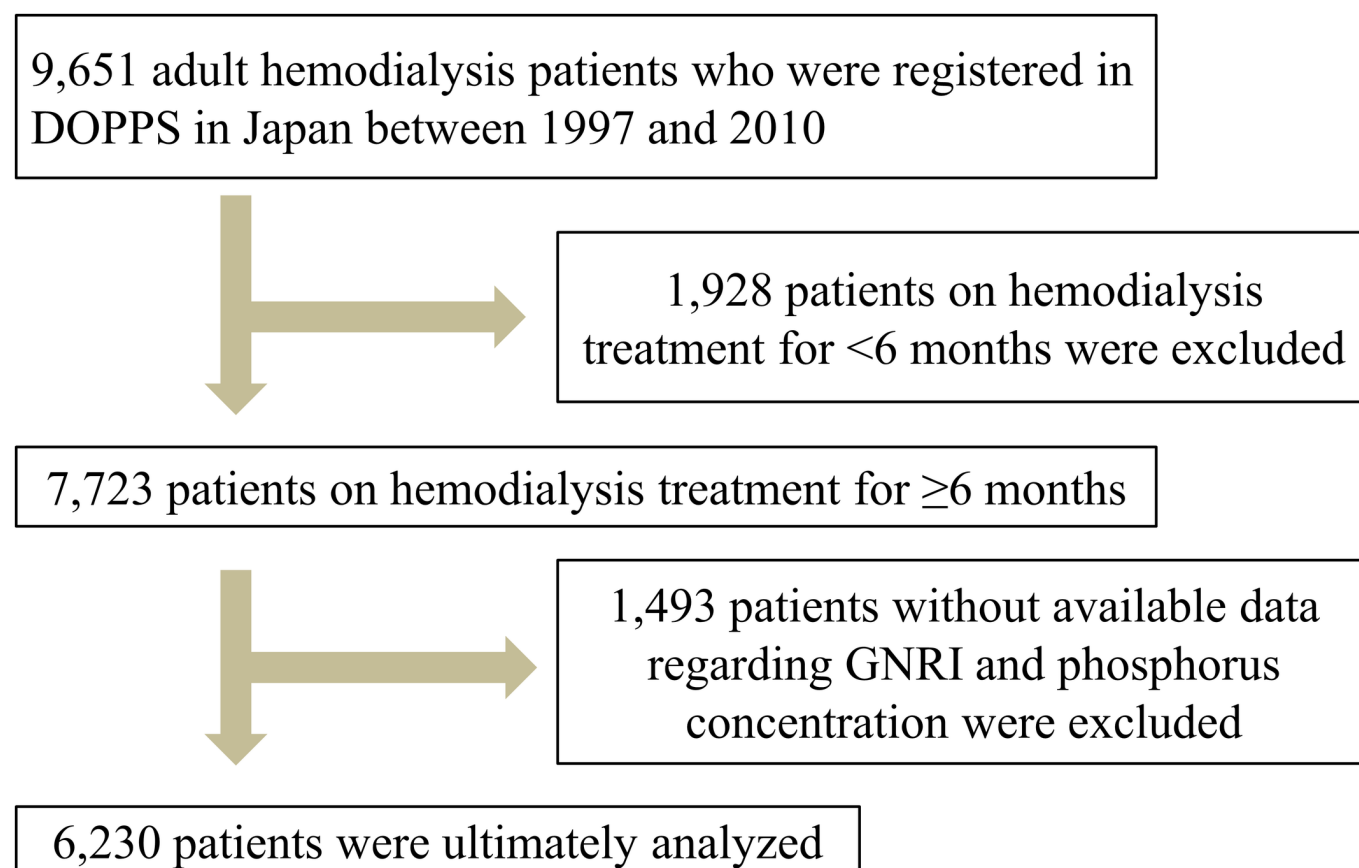 9,651 adult hemodialysis patients who were registered in
DOPPS in Japan between 1997 and 2010
1,928 patients on hemodialysis
treatment for <6 months were excluded
7,723 patients on hemodialysis treatment for ≥6 months
1,493 patients without available data
regarding GNRI and phosphorus
concentration were excluded
6,230 patients were ultimately analyzed